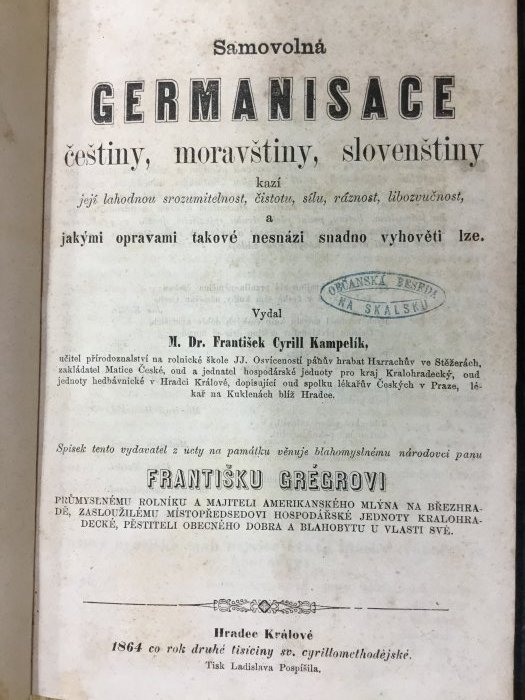 Samovolná
GERMANISACE
češtiny, moravštiny, slovenštiny
kazí
její lahodnou srozumitelnost, čistotu, sílu, ráznost, libozvučnost,
a
jakými opravami takové nesnázi snadno vyhověti lze.
OBČANSKÁ BESEDA
NA SKALSKU
Vydal
M. Dr. František Cyrill Kampelík,
učitel přírodoznalství na rolnické škole JJ. Osvíceností pánův hrabat Harrachův ve Stěžerách,
zakládatel Matice České, oud a jednatel hospodářské jednoty pro kraj Kralohradecký, oud
jednoty hedbávnické v Hradci Králové, dopisující oud spolku lékařův Českých v Praze, lé-
kař na Kuklenách blíž Hradce.
Spisek tento vydavatel z úcty na památku věnuje blahomyslnému národovci panu
FRANTIŠKU GRÉGROVI
PRŮMYSLNÉMU ROLNÍKU A MAJITELI AMERIKANSKÉHO MLÝNA NA BŘEZHRA-
DĚ, ZASLOUŽILÉMU MÍSTOPŘEDSEDOVI HOSPODÁŘSKÉ JEDNOTY KRALOHRA-
DECKÉ, PĚSTITELI OBECNÉHO DOBRA A BLAHOBYTU U VLASTI SVÉ.
Hradec Králové
1864 co rok druhé tisíciny sv. cyrillomethodějské.
Tisk Ladislava Pospíšila.